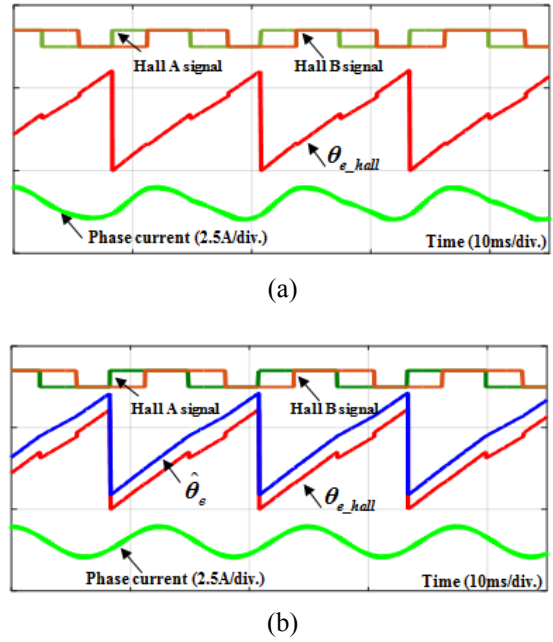 Hall A signal
Hall B signal
θe_hall
Phase current (2.5A/div.)
Time (10ms/div.)
(a)
Hall A signal
Hall B signal
θ̂e
θe_hall
Phase current (2.5A/div.)
Time (10ms/div.)
(b)